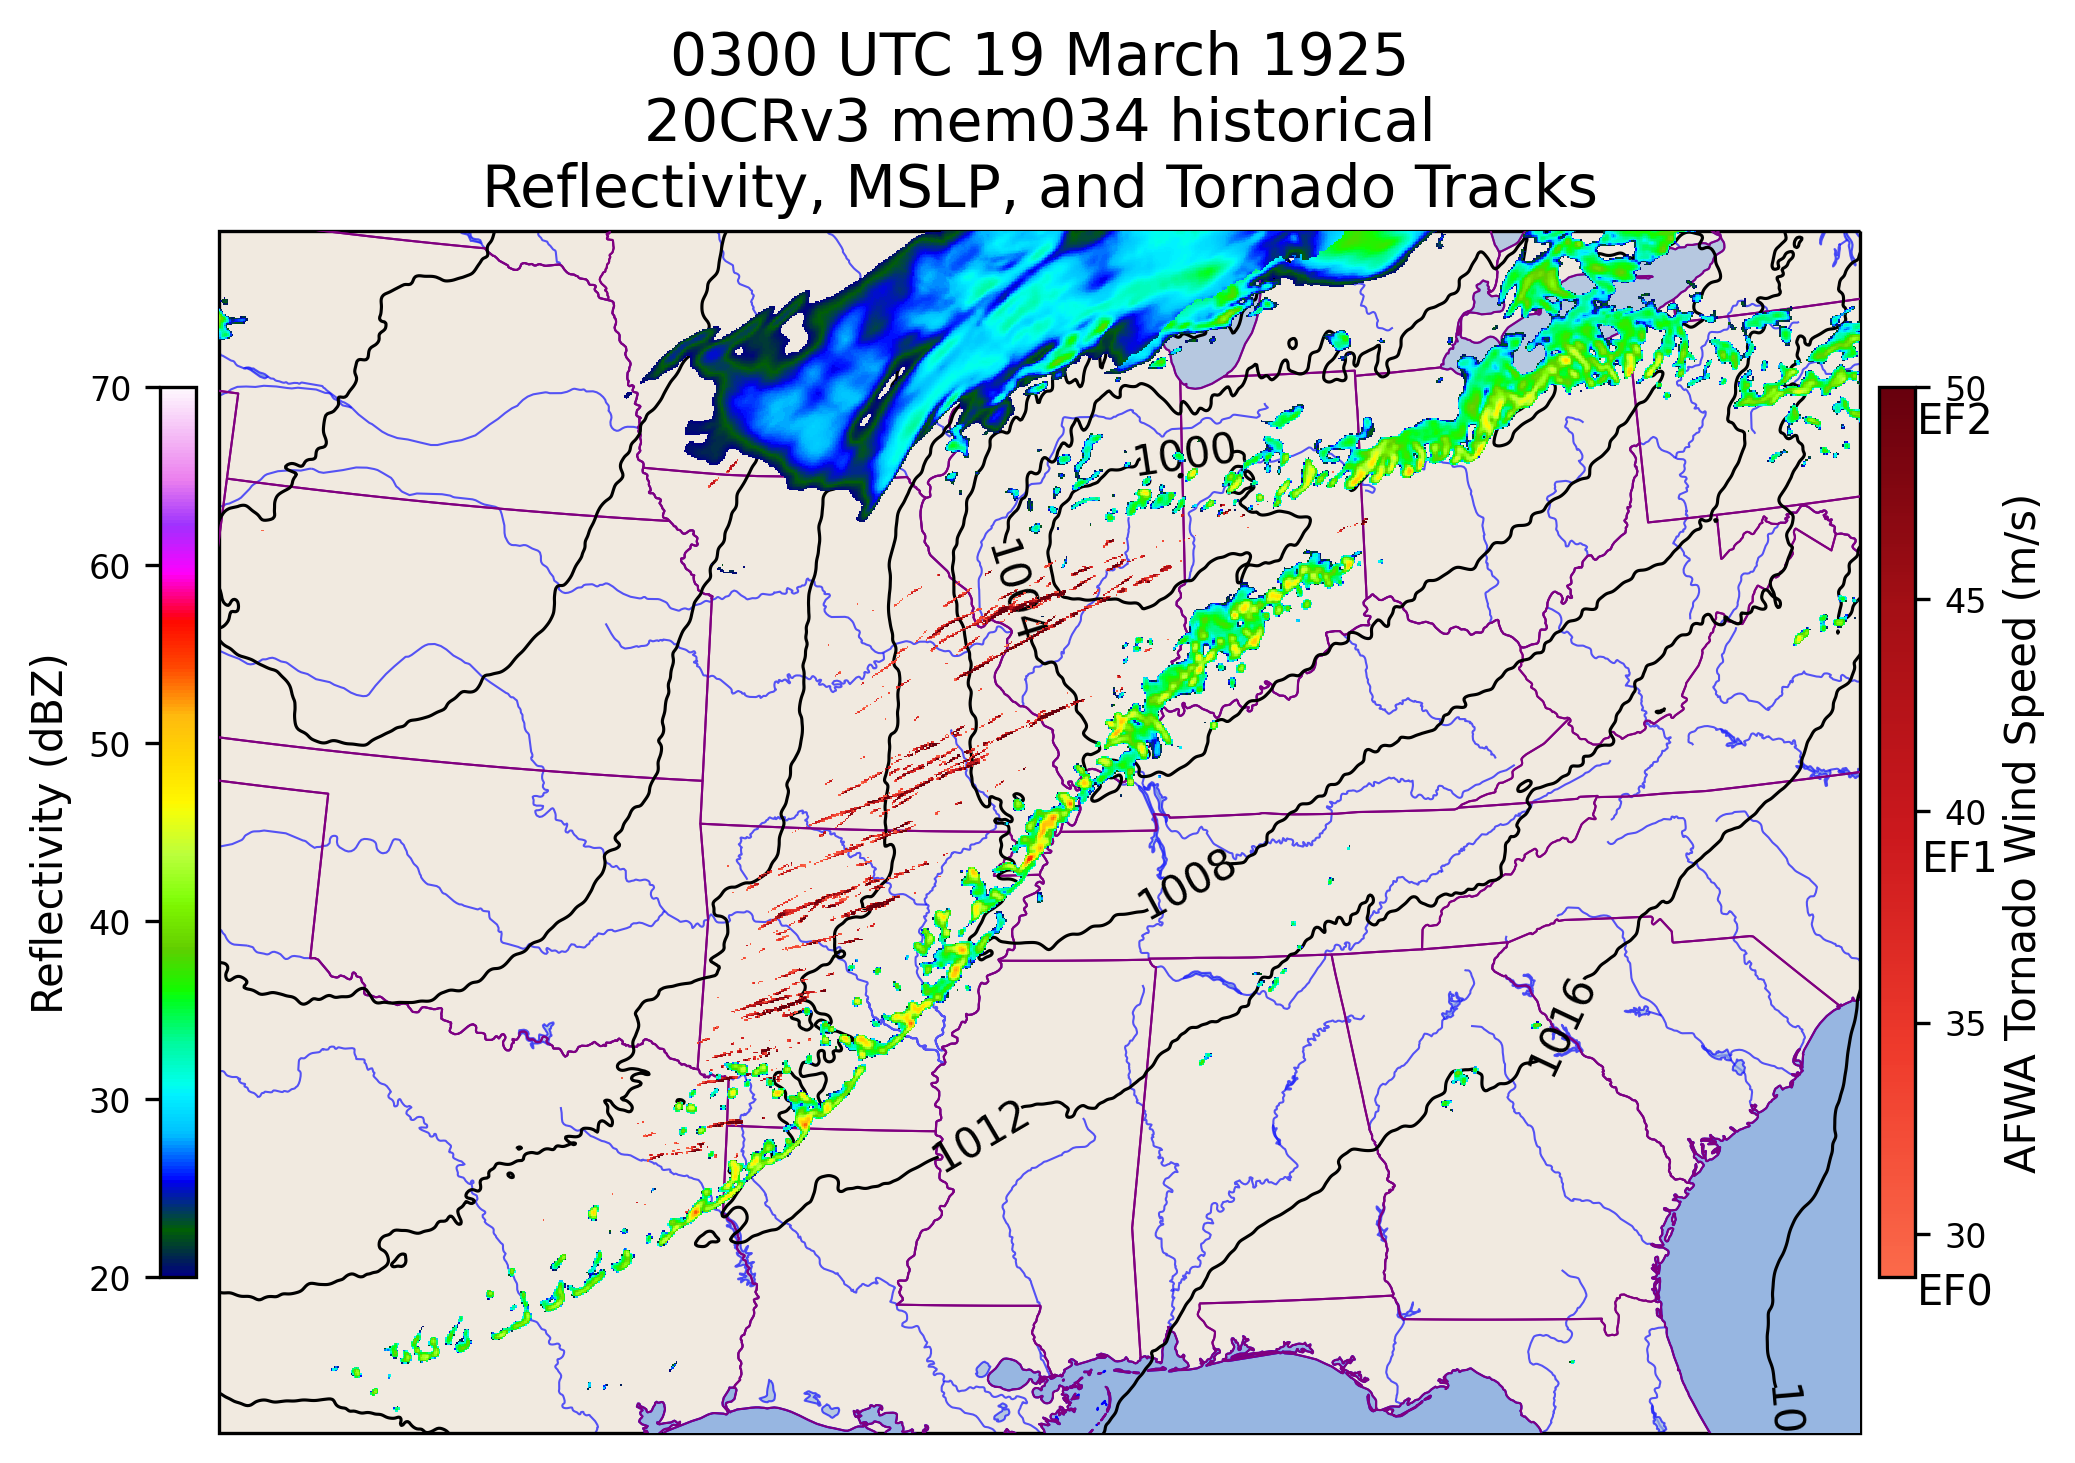 0300 UTC 19 March 1925
20CRv3 mem034 historical
Reflectivity, MSLP, and Tornado Tracks
Reflectivity (dBZ)
70
60
50
40
30
20
1000
1004
1008
1012
1016
12
10
50
EF2
45
40
EF1
35
30
EF0
AFWA Tornado Wind Speed (m/s)